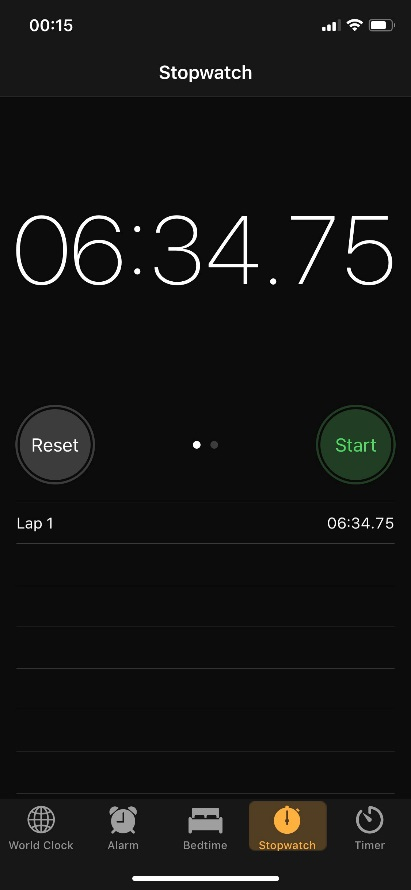 00:15
Stopwatch
06:34.75
Reset Start
Lap 1 06:34.75
World Clock Alarm Bedtime Stopwatch Timer